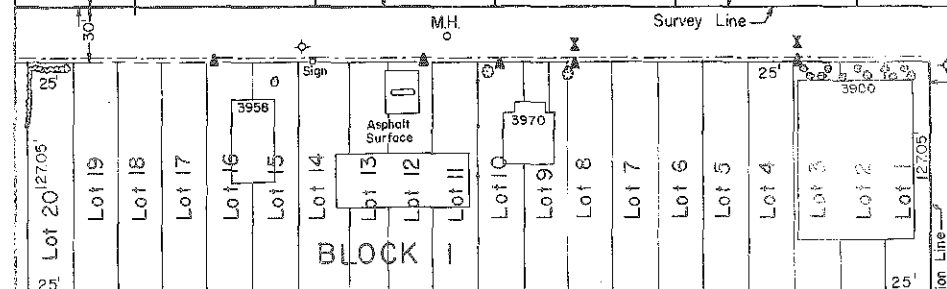 M.H.
Survey Line
30'
Sign
25'
25'
3958
Asphalt
Surface
3970
3900
127.05'
127.05'
Lot 20
Lot 19
Lot 18
Lot 17
Lot 16
Lot 15
Lot 14
Lot 13
Lot 12
Lot 11
Lot 10
Lot 9
Lot 8
Lot 7
Lot 6
Lot 5
Lot 4
Lot 3
Lot 2
Lot 1
BLOCK 1
25'
25'
Line